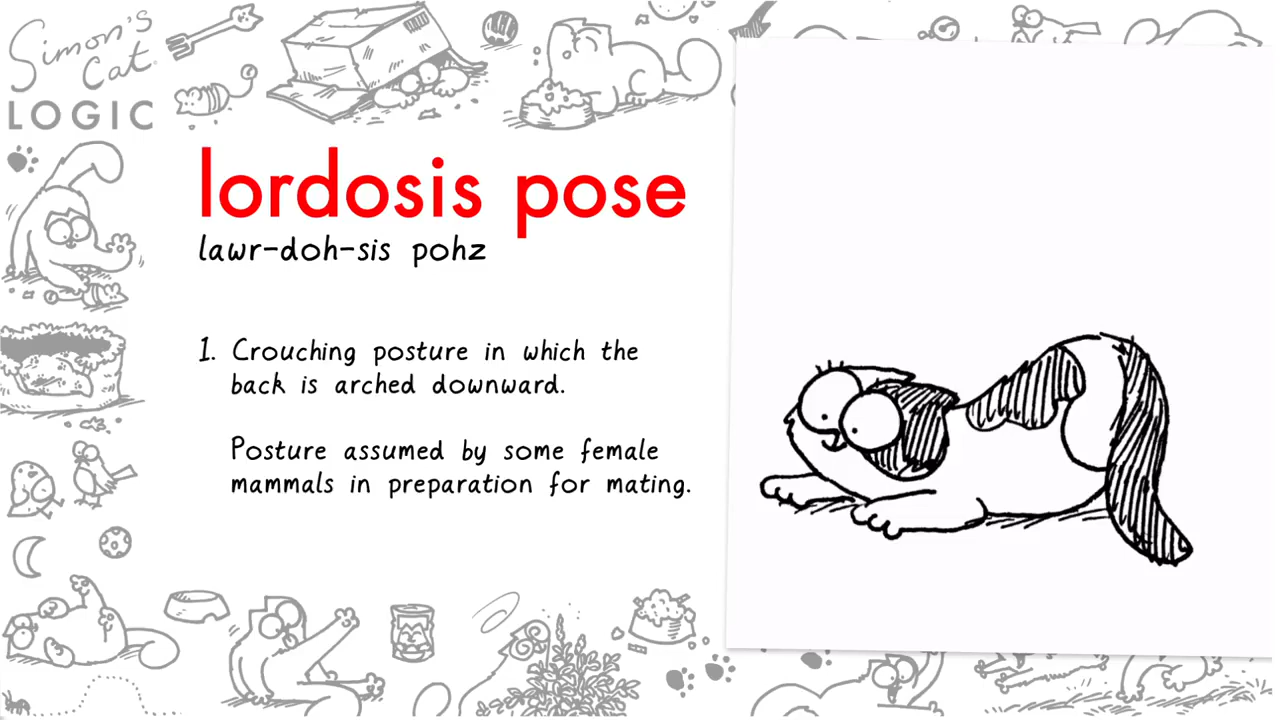 Simon's
Cat
LOGIC
lordosis pose
lawr-doh-sis pohz
1. Crouching posture in which the
back is arched downward.
Posture assumed by some female
mammals in preparation for mating.